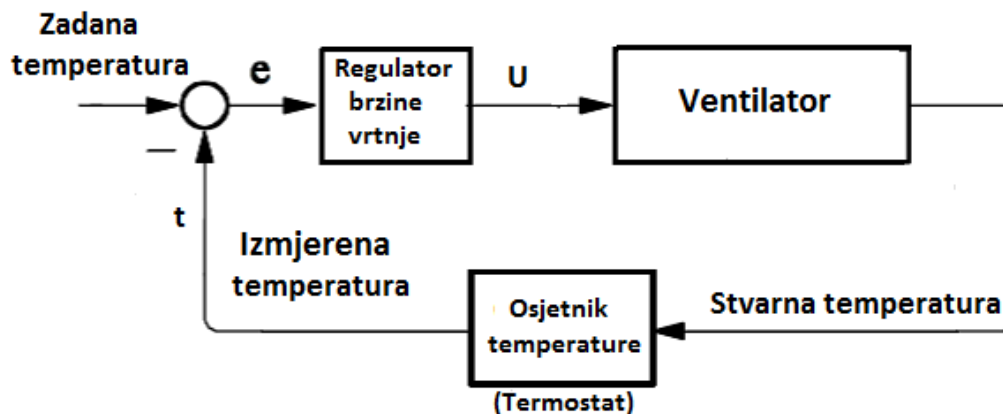 Zadana
temperatura
e
Regulator
brzine
vrtnje
U
Ventilator
—
t
Izmjerena
temperatura
Osjetnik
temperature
(Termostat)
Stvarna temperatura